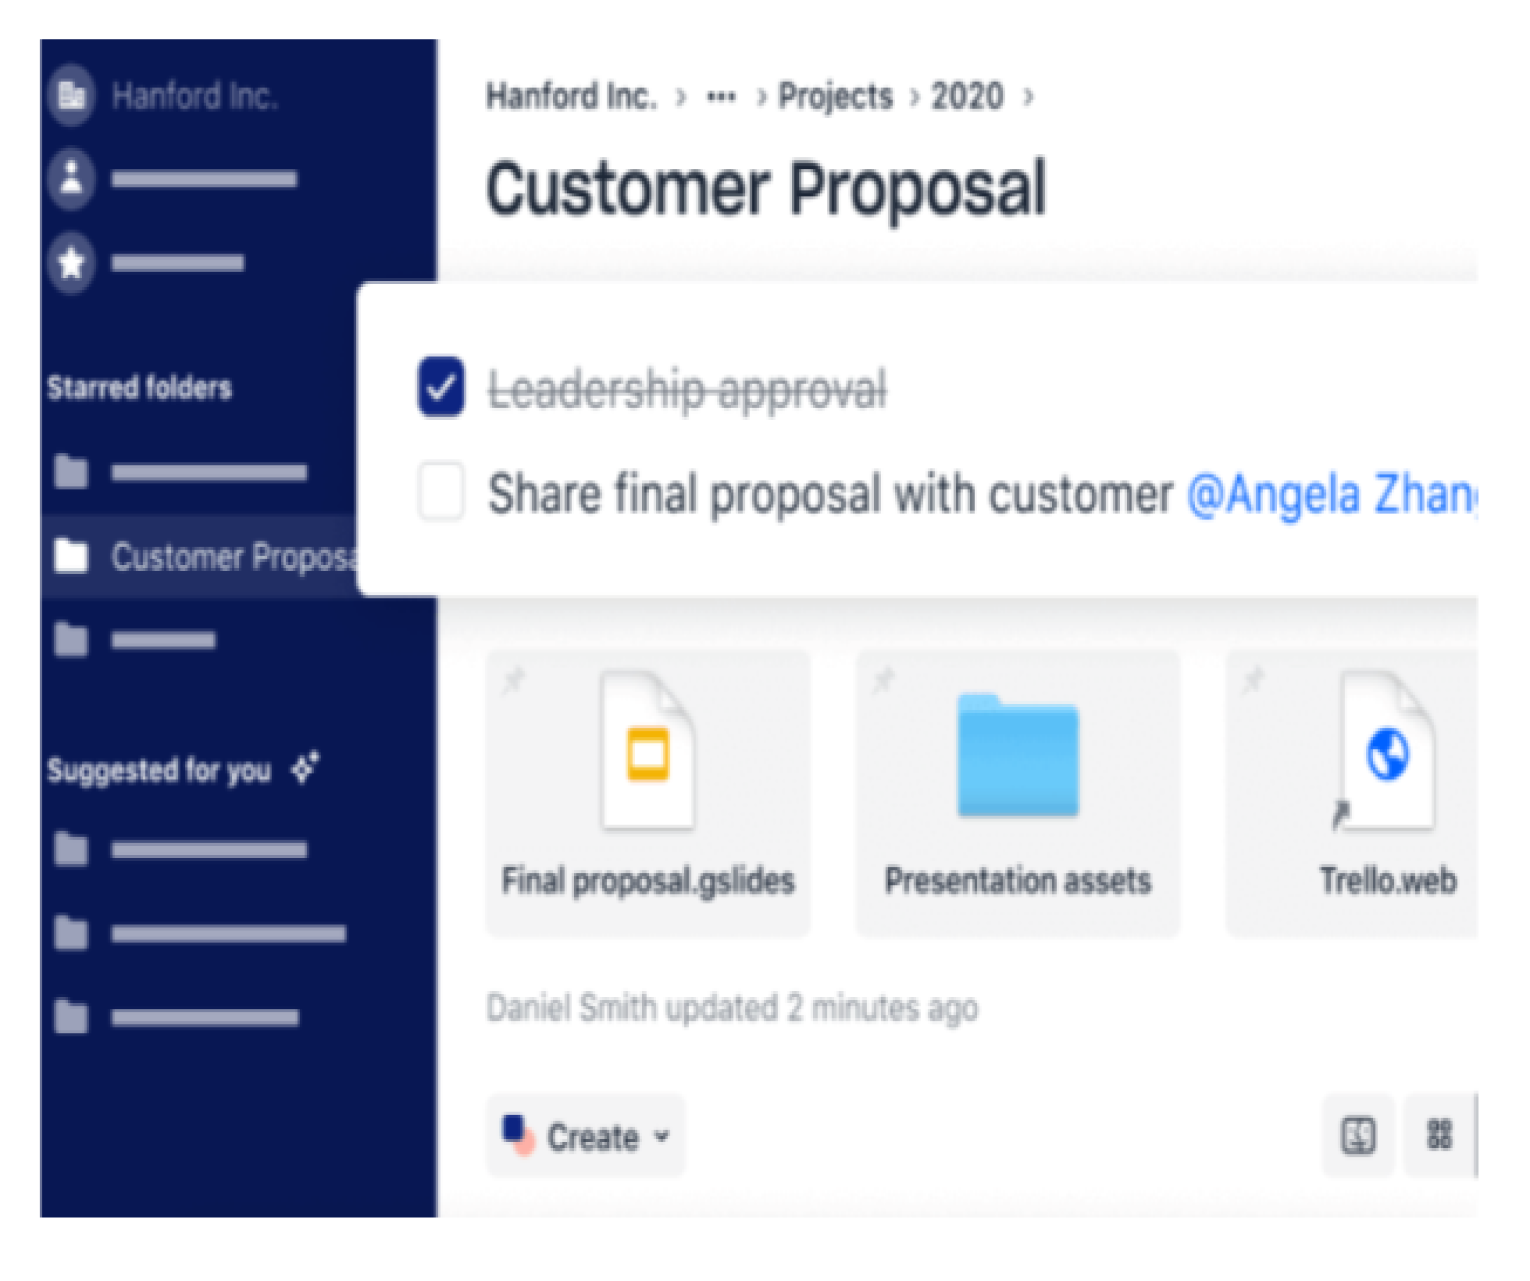 Hanford Inc.
Starred folders
Customer Proposa
Suggested for you
Hanford Inc. › ••• › Projects › 2020 ›
Customer Proposal
Leadership approval
Share final proposal with customer @Angela Zhang
Final proposal.gslides
Presentation assets
Trello.web
Daniel Smith updated 2 minutes ago
Create